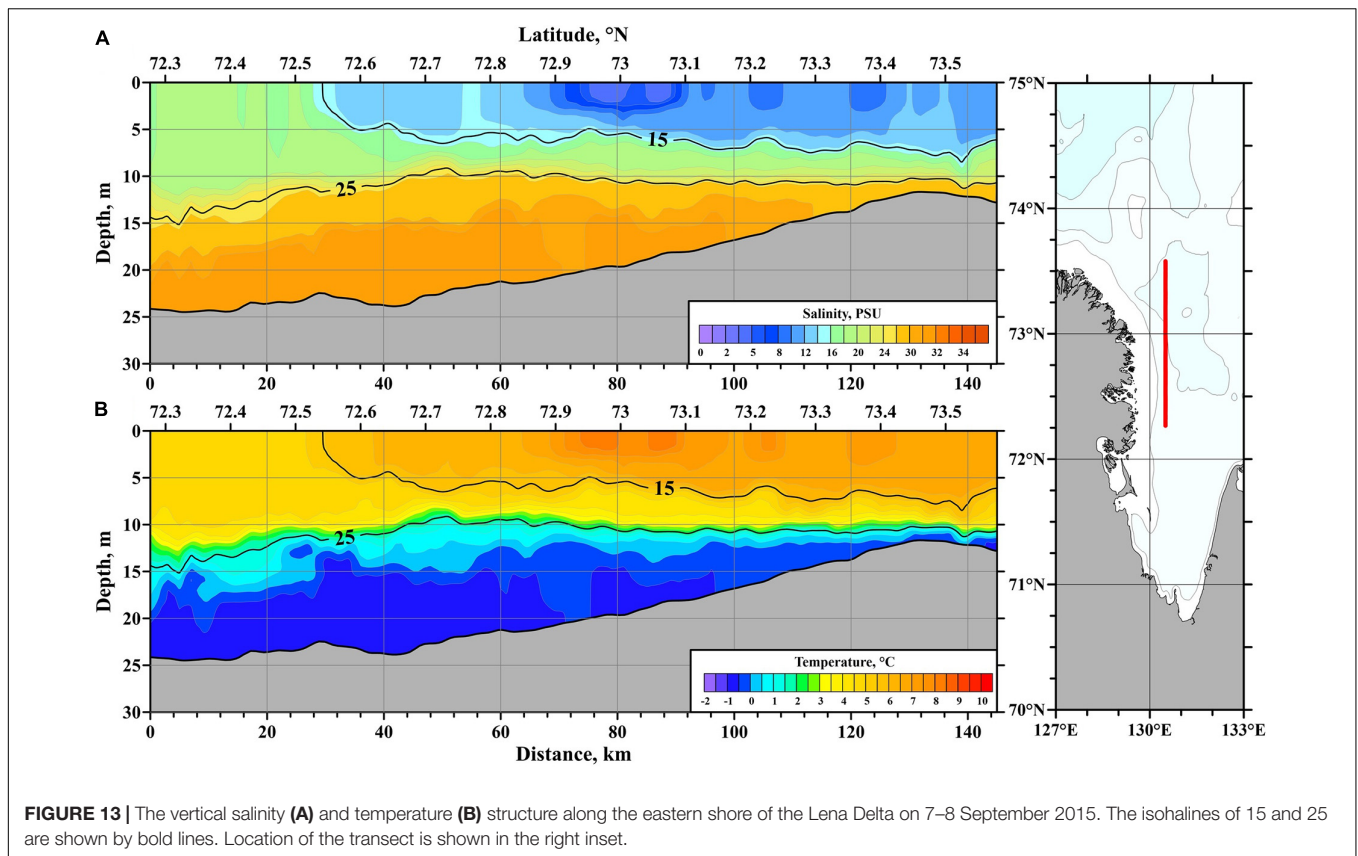 A
Latitude, °N
72.3 72.4 72.5 72.6 72.7 72.8 72.9 73 73.1 73.2 73.3 73.4 73.5
0
5
10
15
20
25
30
Depth, m
15
25
Salinity, PSU
0 2 5 8 12 16 20 24 30 32 34
0 20 40 60 80 100 120 140
B
72.3 72.4 72.5 72.6 72.7 72.8 72.9 73 73.1 73.2 73.3 73.4 73.5
0
5
10
15
20
25
30
Depth, m
15
25
Temperature, °C
-2 -1 0 1 2 3 4 5 6 7 8 9 10
0 20 40 60 80 100 120 140
Distance, km
75°N
74°N
73°N
72°N
71°N
70°N
127°E 130°E 133°E
FIGURE 13 | The vertical salinity (A) and temperature (B) structure along the eastern shore of the Lena Delta on 7–8 September 2015. The isohalines of 15 and 25
are shown by bold lines. Location of the transect is shown in the right inset.